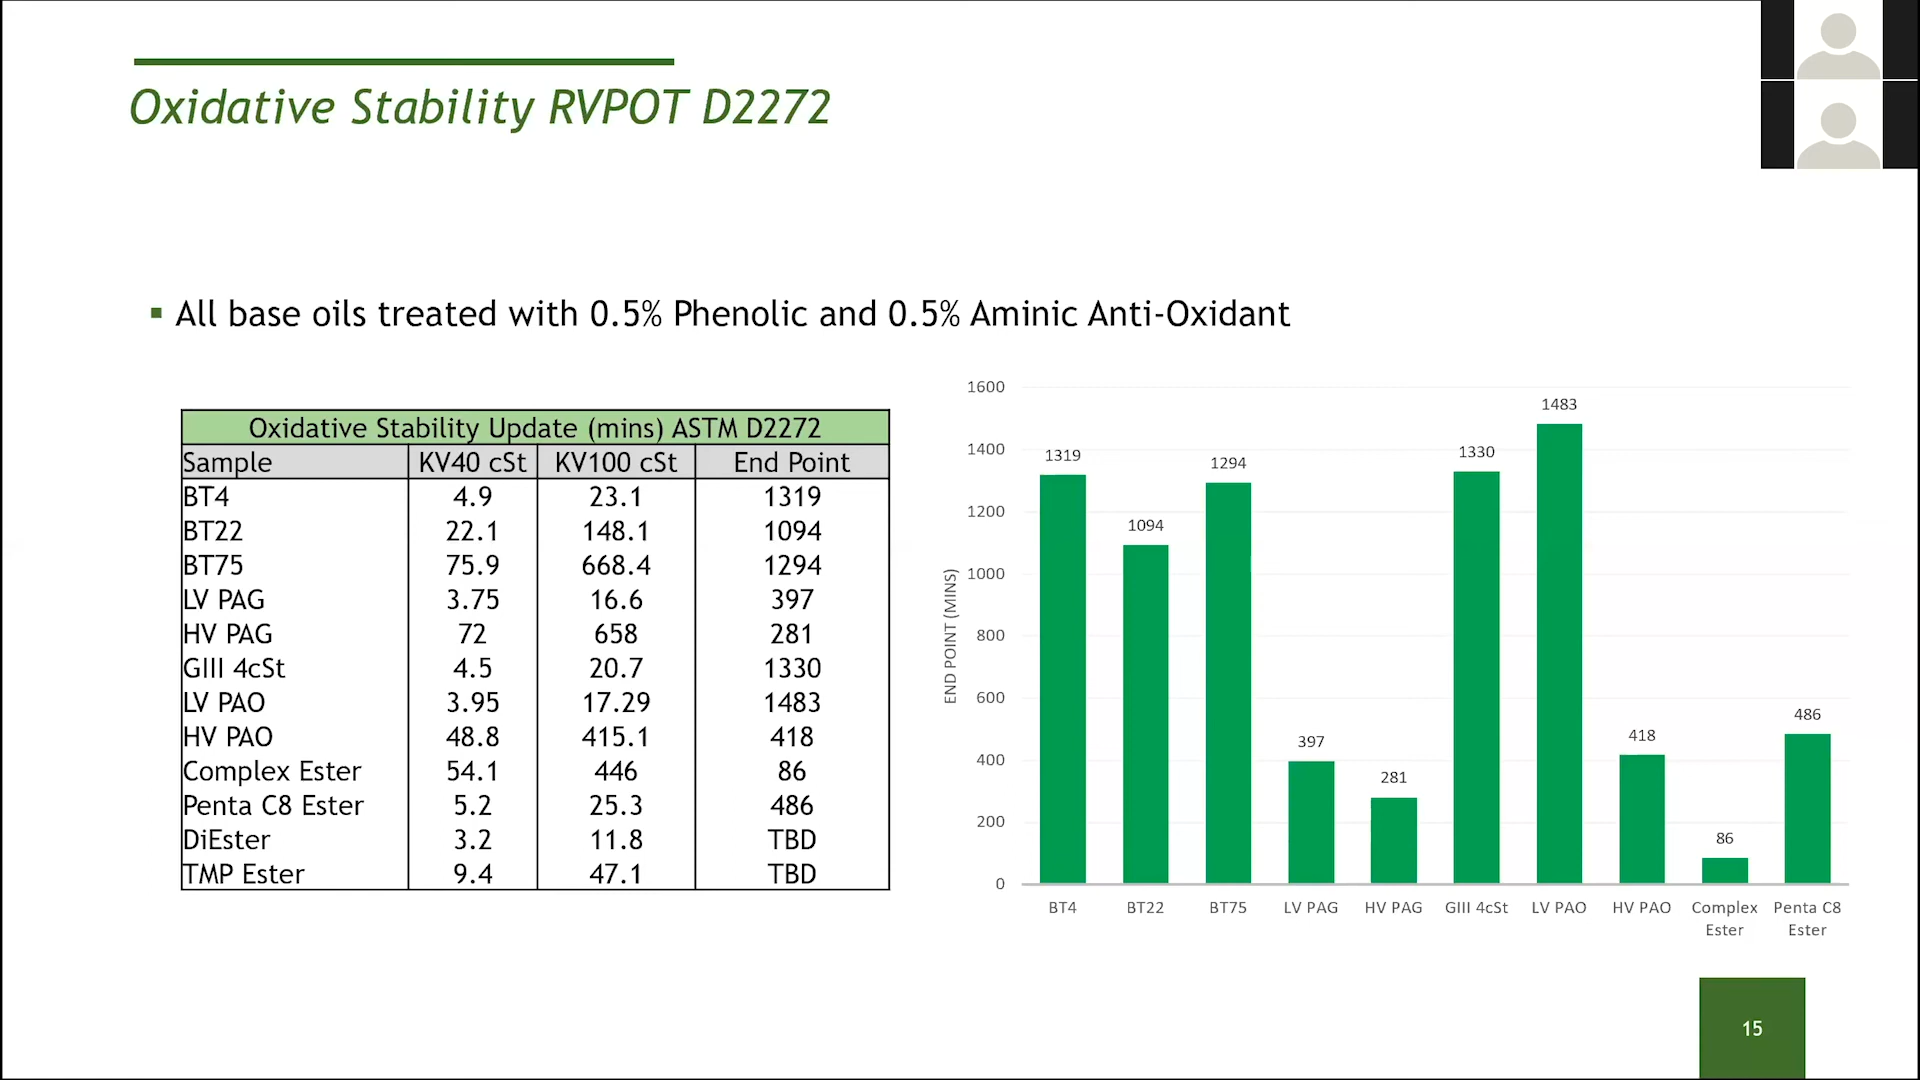 Oxidative Stability RVPOT D2272
All base oils treated with 0.5% Phenolic and 0.5% Aminic Anti-Oxidant
Oxidative Stability Update (mins) ASTM D2272
Sample KV40 cSt KV100 cSt End Point
BT4 4.9 23.1 1319
BT22 22.1 148.1 1094
BT75 75.9 668.4 1294
LV PAG 3.75 16.6 397
HV PAG 72 658 281
GIII 4cSt 4.5 20.7 1330
LV PAO 3.95 17.29 1483
HV PAO 48.8 415.1 418
Complex Ester 54.1 446 86
Penta C8 Ester 5.2 25.3 486
DiEster 3.2 11.8 TBD
TMP Ester 9.4 47.1 TBD
END POINT (MINS)
1600
1400
1200
1000
800
600
400
200
0
1319
1094
1294
397
281
1330
1483
418
86
486
BT4 BT22 BT75 LV PAG HV PAG GIII 4cSt LV PAO HV PAO Complex Penta C8
Ester Ester
15